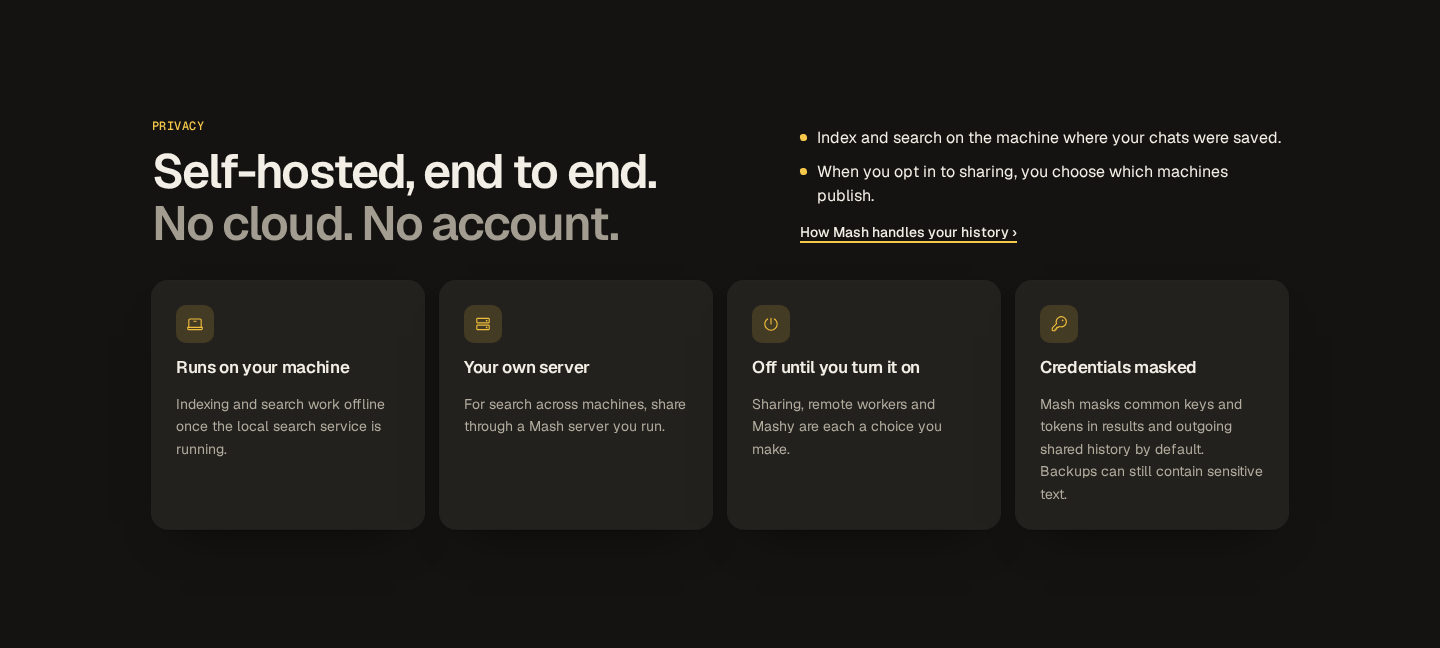 PRIVACY
Self-hosted, end to end.
No cloud. No account.
Index and search on the machine where your chats were saved.
When you opt in to sharing, you choose which machines
publish.
How Mash handles your history ›
Runs on your machine
Indexing and search work offline
once the local search service is
running.
Your own server
For search across machines, share
through a Mash server you run.
Off until you turn it on
Sharing, remote workers and
Mashy are each a choice you
make.
Credentials masked
Mash masks common keys and
tokens in results and outgoing
shared history by default.
Backups can still contain sensitive
text.